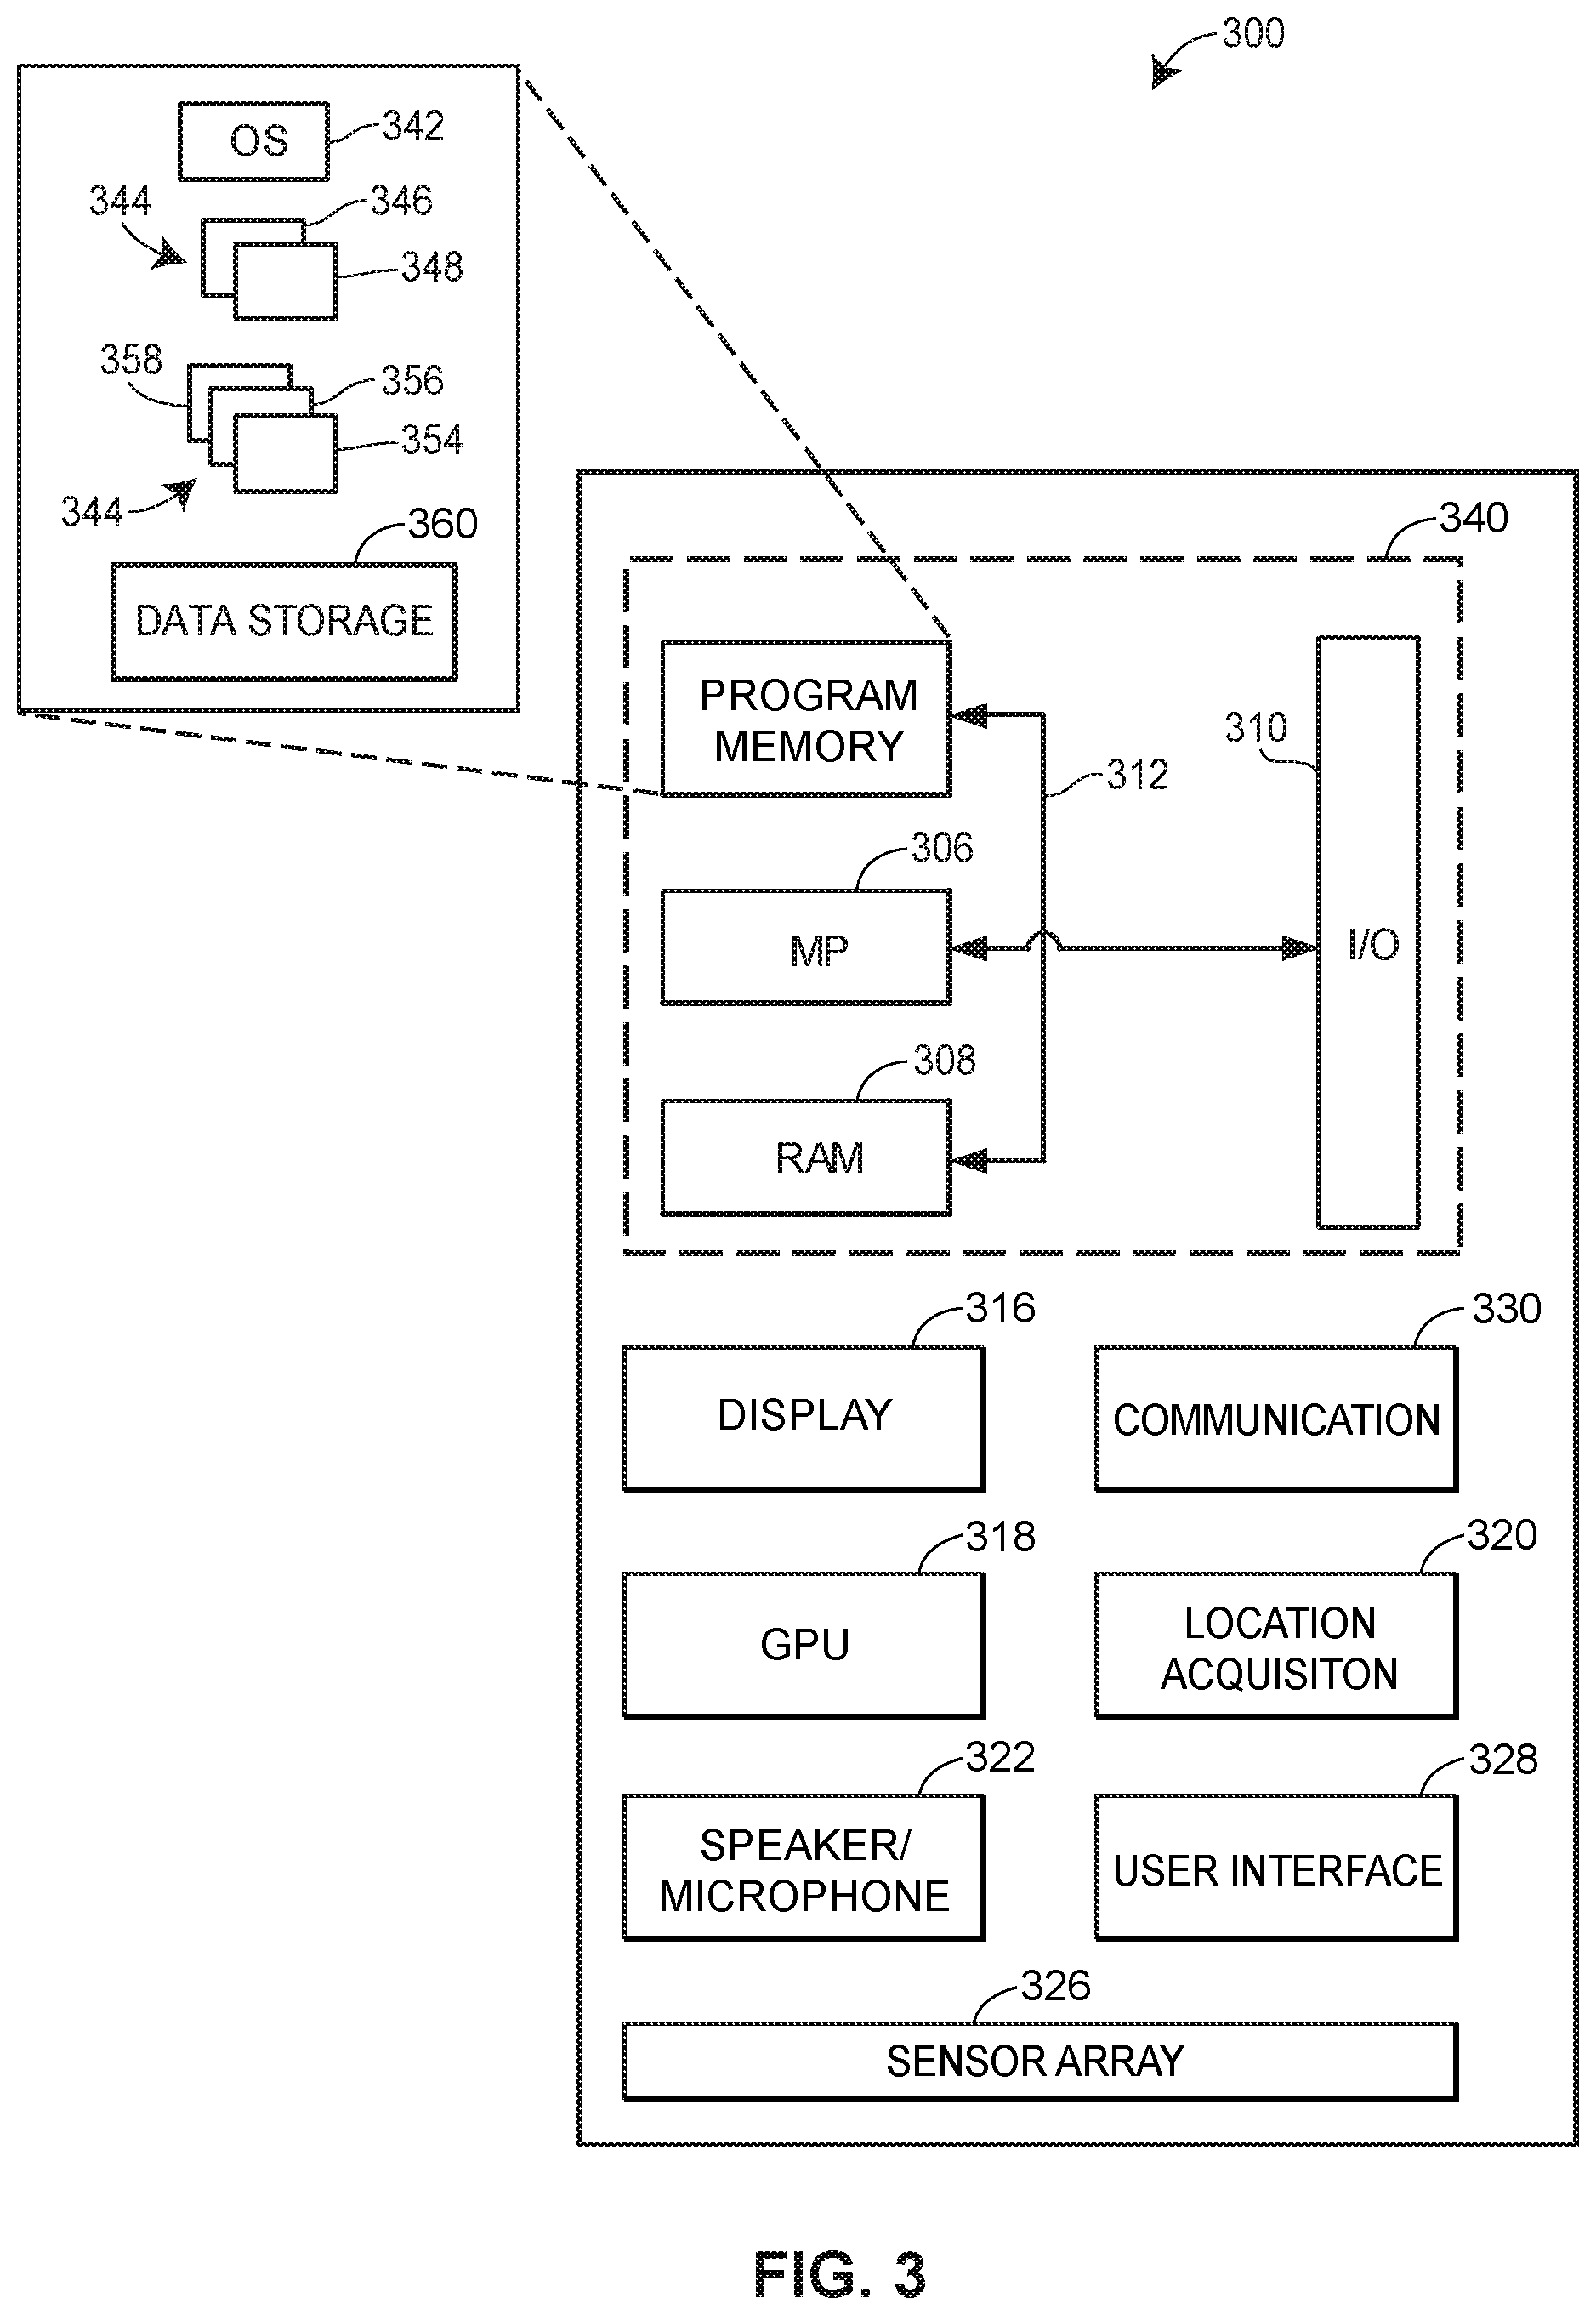 300
OS
342
344
346
348
358
356
354
344
360
DATA STORAGE
340
PROGRAM
MEMORY
310
312
306
MP
I/O
308
RAM
316
330
DISPLAY
COMMUNICATION
318
320
GPU
LOCATION
ACQUISITON
322
328
SPEAKER/
MICROPHONE
USER INTERFACE
326
SENSOR ARRAY
FIG. 3